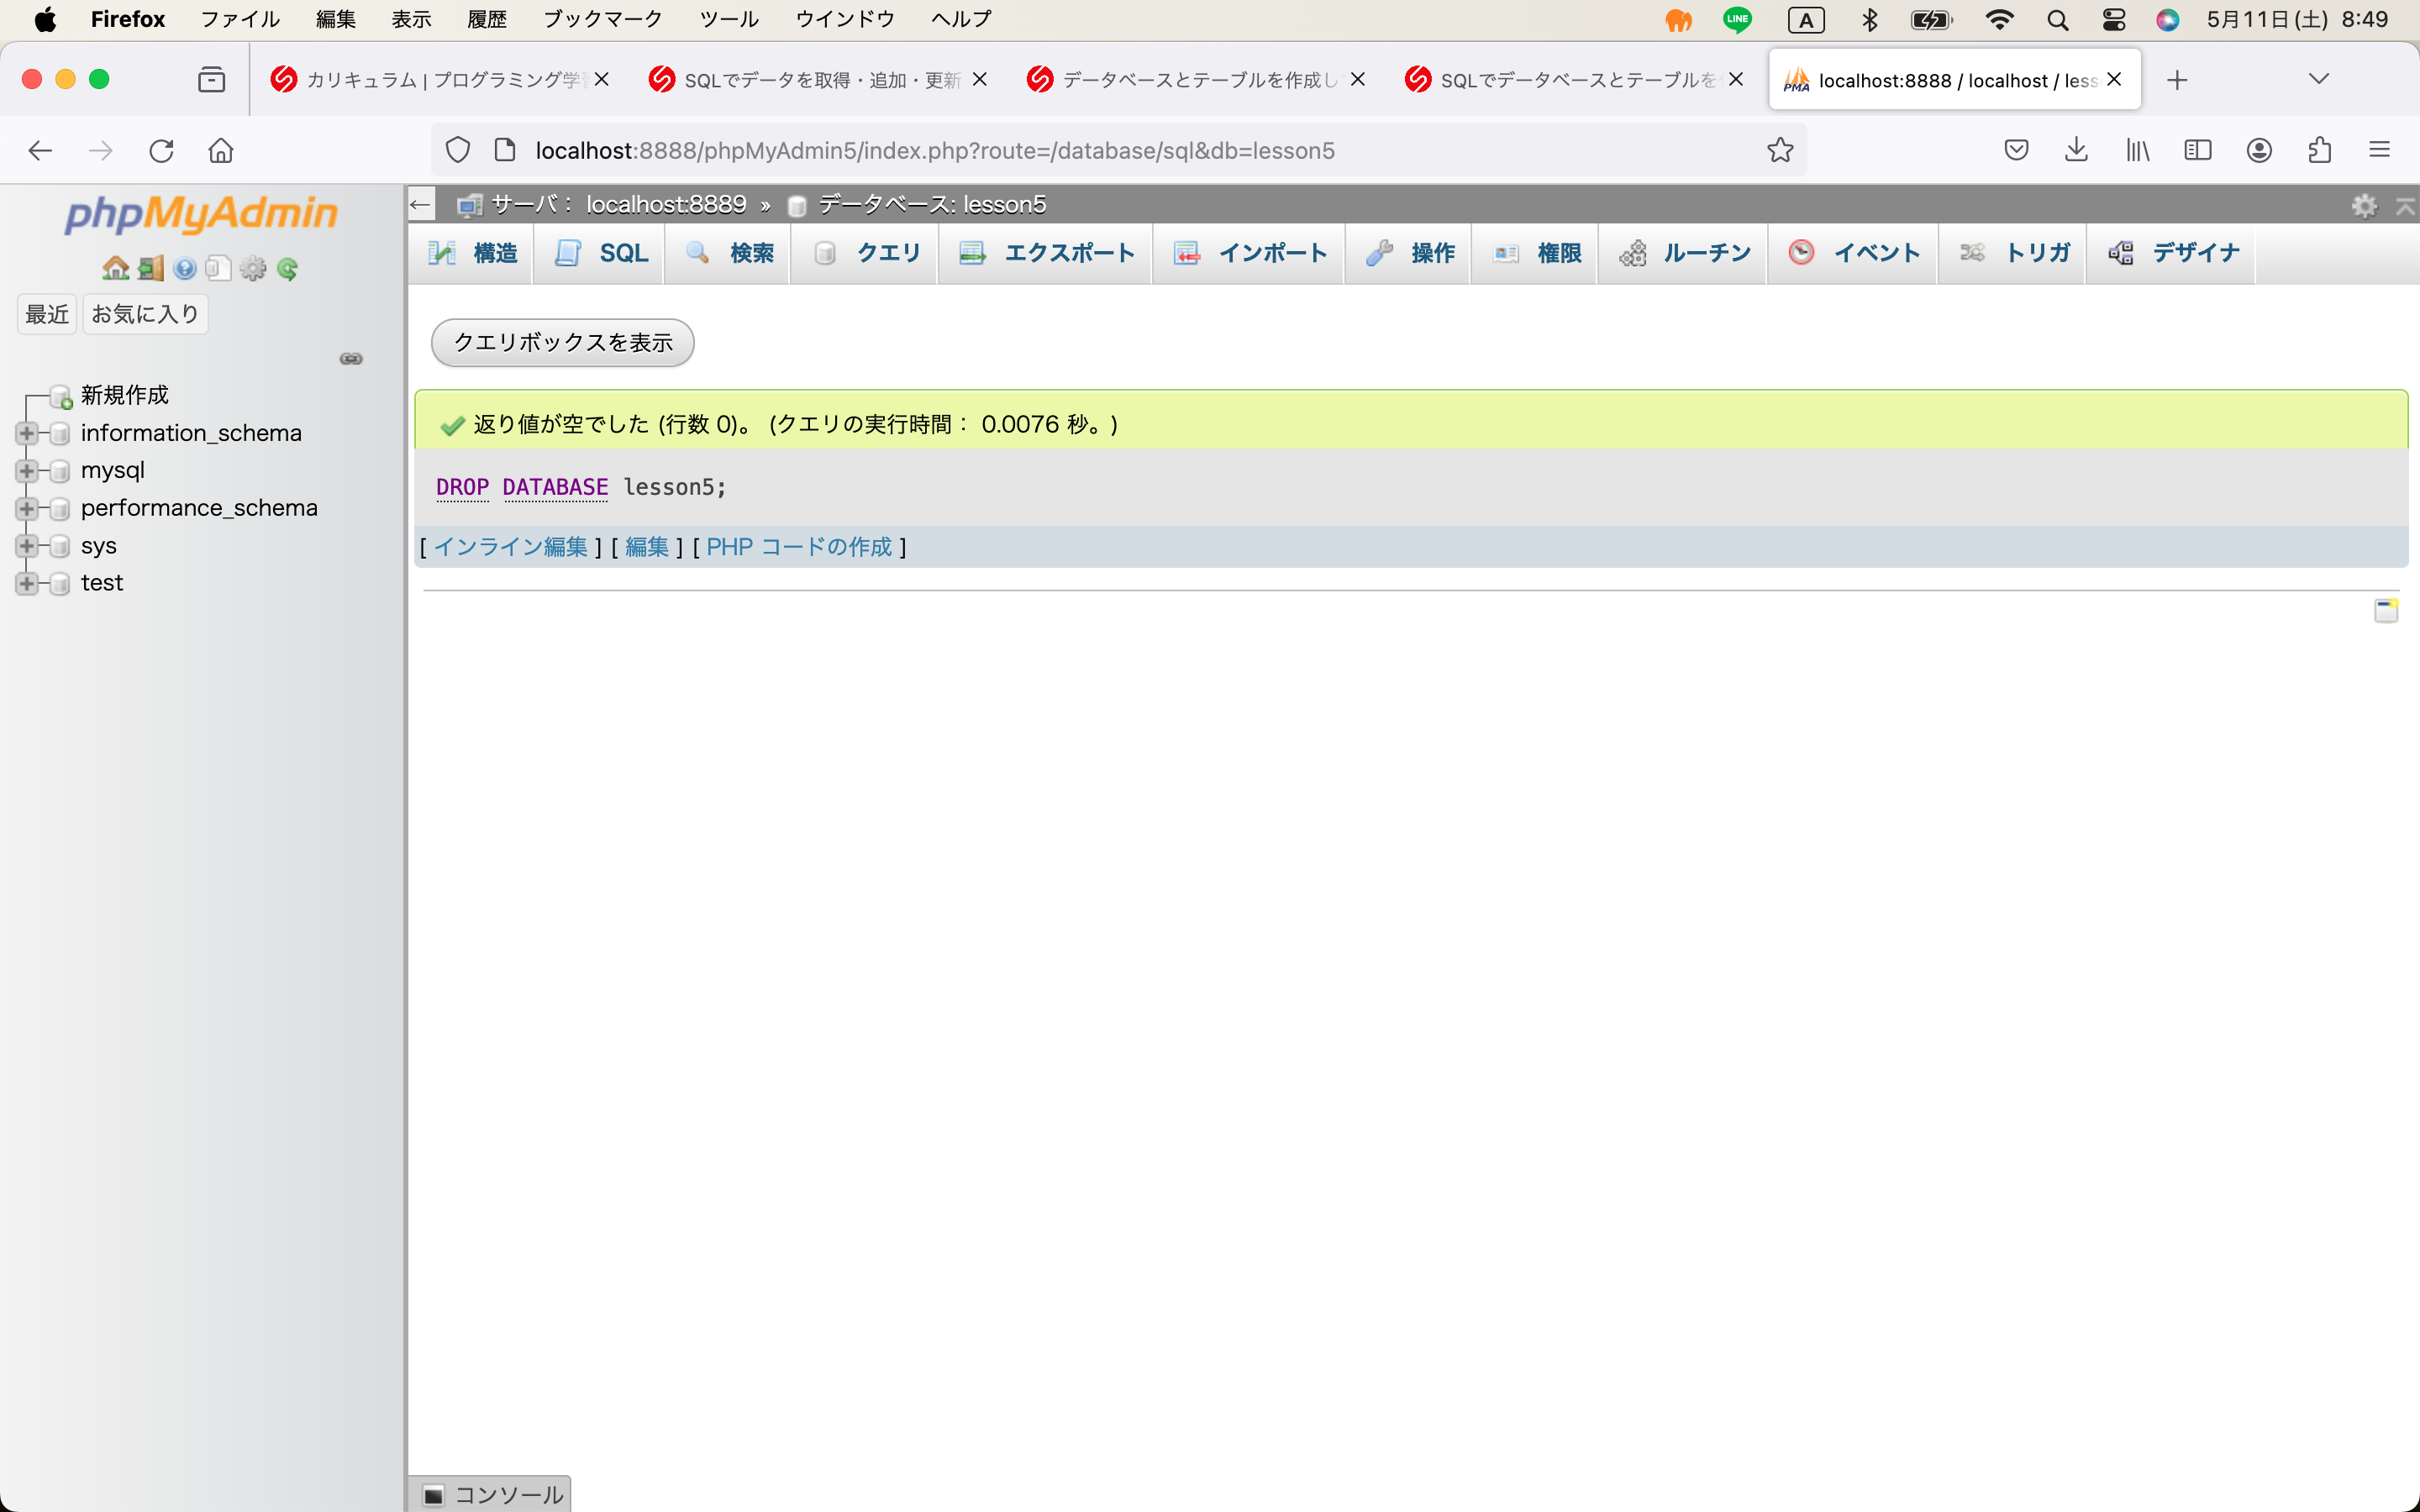 Firefox ファイル 編集 表示 履歴 ブックマーク ツール ウインドウ ヘルプ LINE A 5月11日(土) 8:49
カリキュラム | プログラミング学 SQLでデータを取得・追加・更新 データベースとテーブルを作成し SQLでデータベースとテーブルを PMA localhost:8888 / localhost / less
localhost:8888/phpMyAdmin5/index.php?route=/database/sql&db=lesson5
phpMyAdmin
最近 お気に入り
新規作成
information_schema
mysql
performance_schema
sys
test
サーバ: localhost:8889 » データベース: lesson5
構造 SQL 検索 クエリ エクスポート インポート 操作 権限 ルーチン イベント トリガ デザイナ
クエリボックスを表示
返り値が空でした (行数 0)。 (クエリの実行時間: 0.0076 秒。)
DROP DATABASE lesson5;
[ インライン編集 ] [ 編集 ] [ PHP コードの作成 ]
コンソール